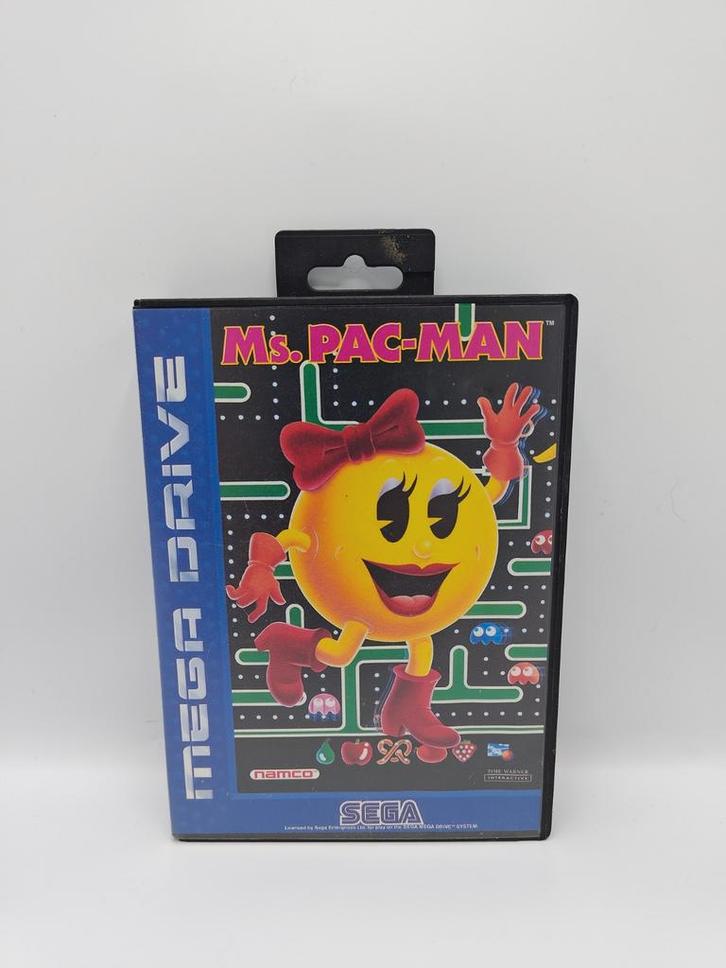 Ms. PAC-MAN™
MEGA DRIVE
namco
TIME WARNER
INTERACTIVE
SEGA
Licensed by Sega Enterprises Ltd. for play on the SEGA MEGA DRIVE™ SYSTEM.